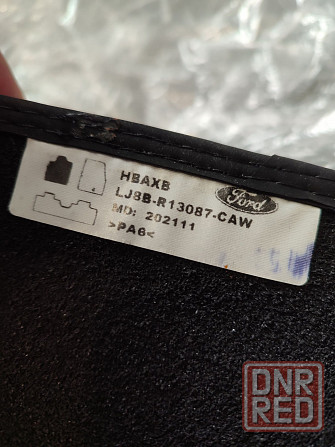 HBAXB
Ford
LJ8B-R13087-CAW
MD: 202111
>PA6<
DNR
RED